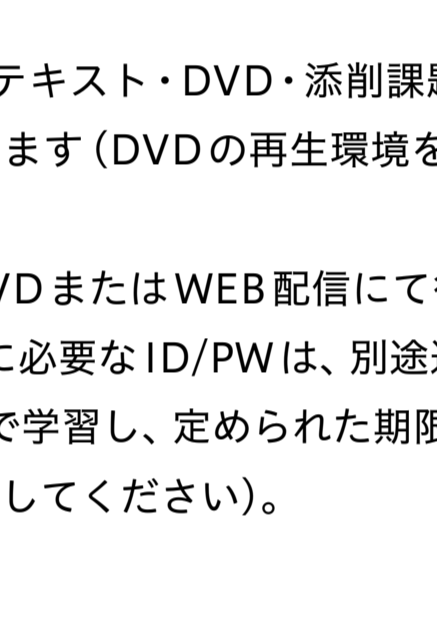 テキスト・DVD・添削課題
ます（DVDの再生環境を
VDまたはWEB配信にて
に必要なID/PWは、別途
で学習し、定められた期限
してください）。